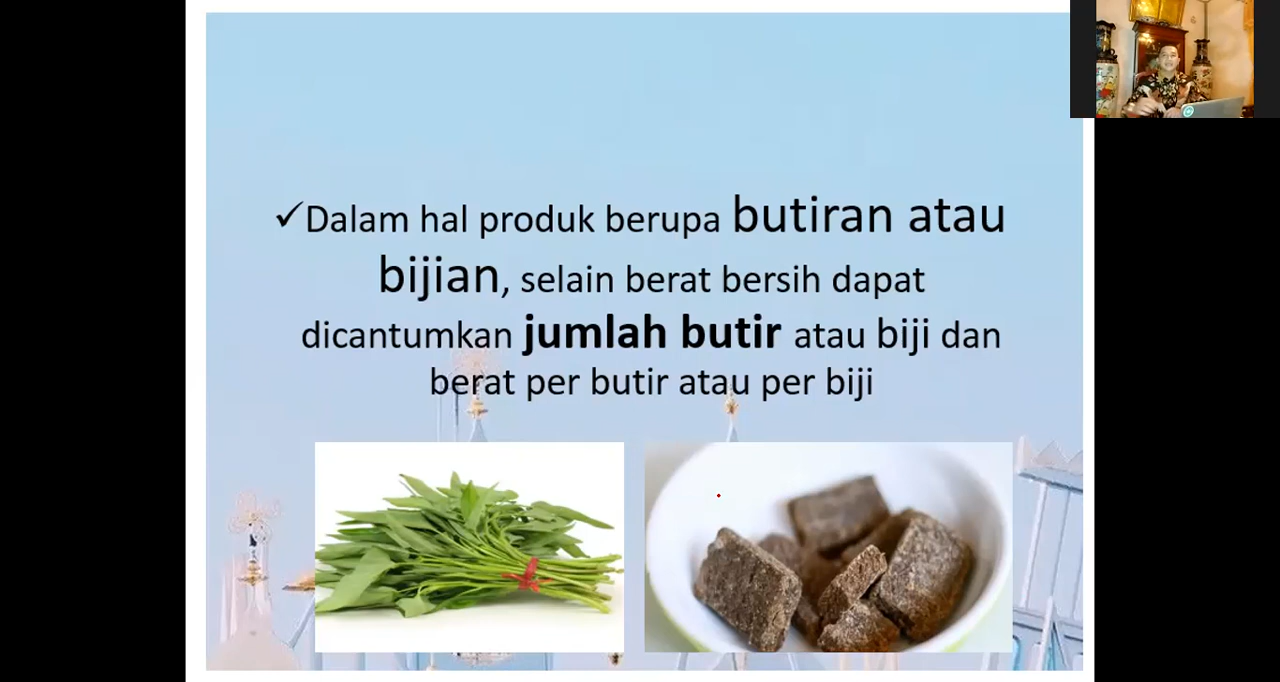 ✓Dalam hal produk berupa butiran atau
bijian, selain berat bersih dapat
dicantumkan jumlah butir atau biji dan
berat per butir atau per biji